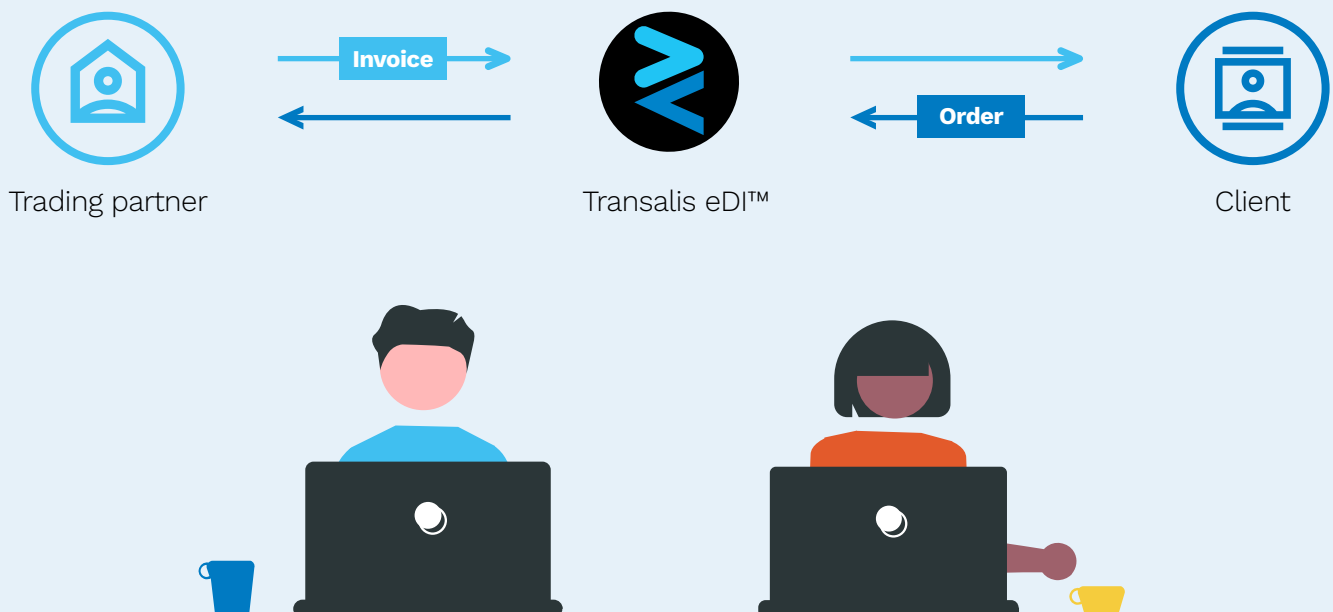 Invoice
Order
Trading partner
Transalis eDI™
Client